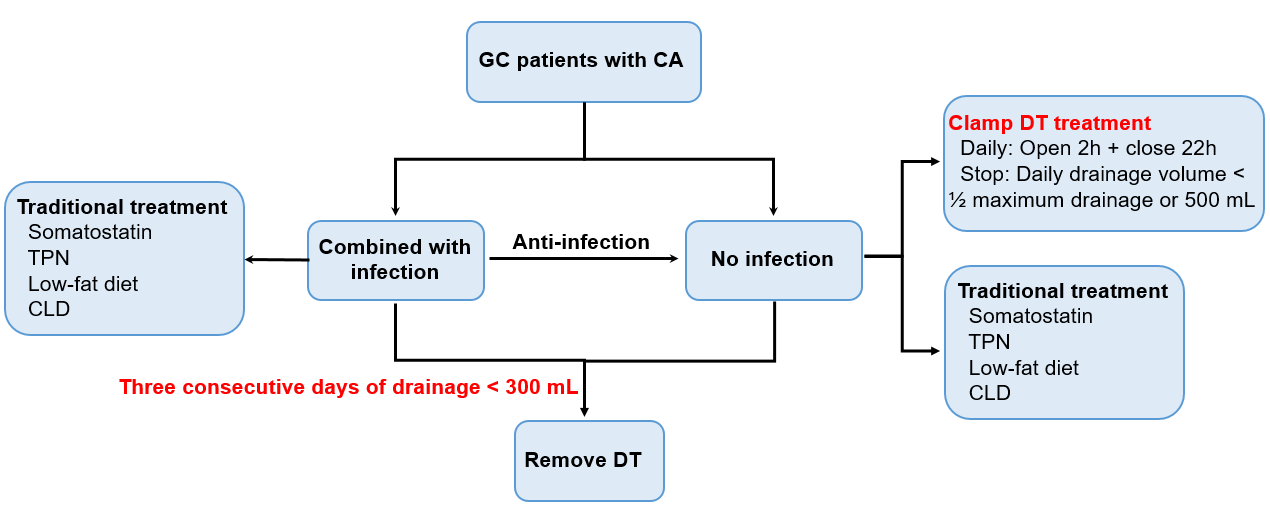 GC patients with CA
Clamp DT treatment
Daily: Open 2h + close 22h
Stop: Daily drainage volume <
½ maximum drainage or 500 mL
Traditional treatment
Somatostatin
TPN
Low-fat diet
CLD
Combined with
infection
Anti-infection
No infection
Traditional treatment
Somatostatin
TPN
Low-fat diet
CLD
Three consecutive days of drainage < 300 mL
Remove DT